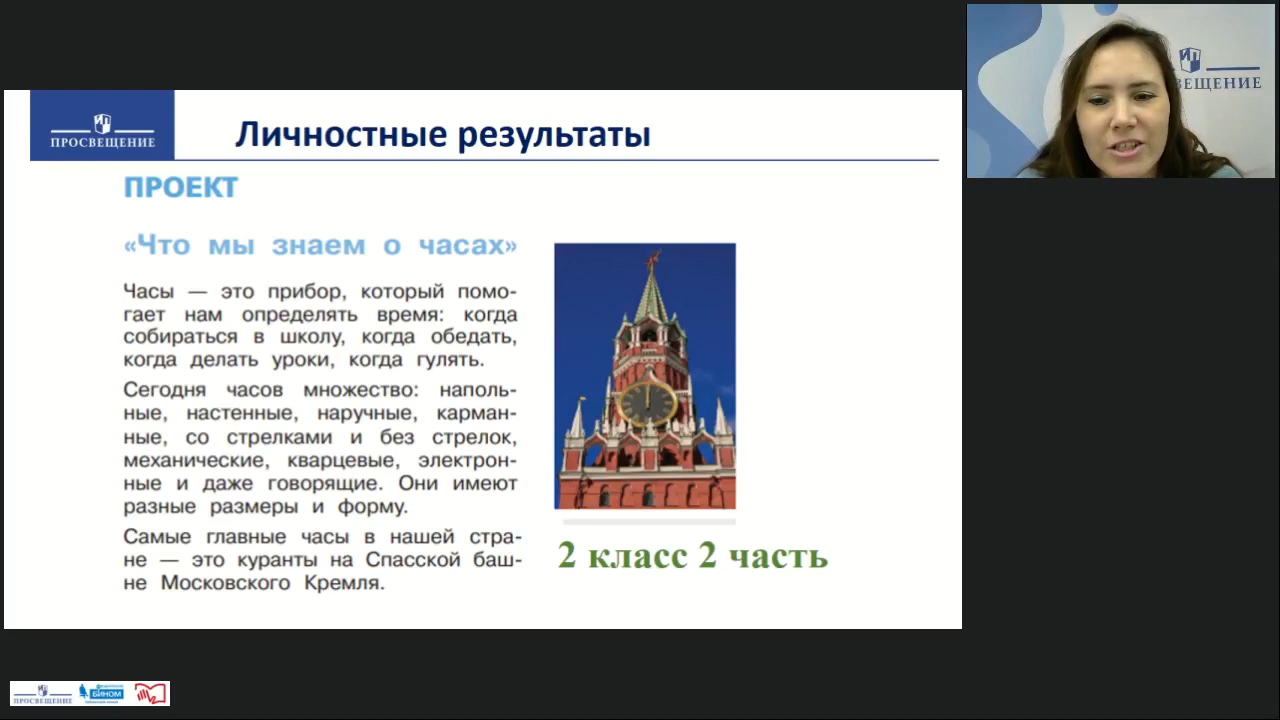 ПРОСВЕЩЕНИЕ
Личностные результаты
ПРОЕКТ
«Что мы знаем о часах»
Часы — это прибор, который помо-
гает нам определять время: когда
собираться в школу, когда обедать,
когда делать уроки, когда гулять.
Сегодня часов множество: наполь-
ные, настенные, наручные, карман-
ные, со стрелками и без стрелок,
механические, кварцевые, электрон-
ные и даже говорящие. Они имеют
разные размеры и форму.
Самые главные часы в нашей стра-
не — это куранты на Спасской баш-
не Московского Кремля.
2 класс 2 часть
ВЕЩЕНИЕ
ПРОСВЕЩЕНИЕ
БИНОМ